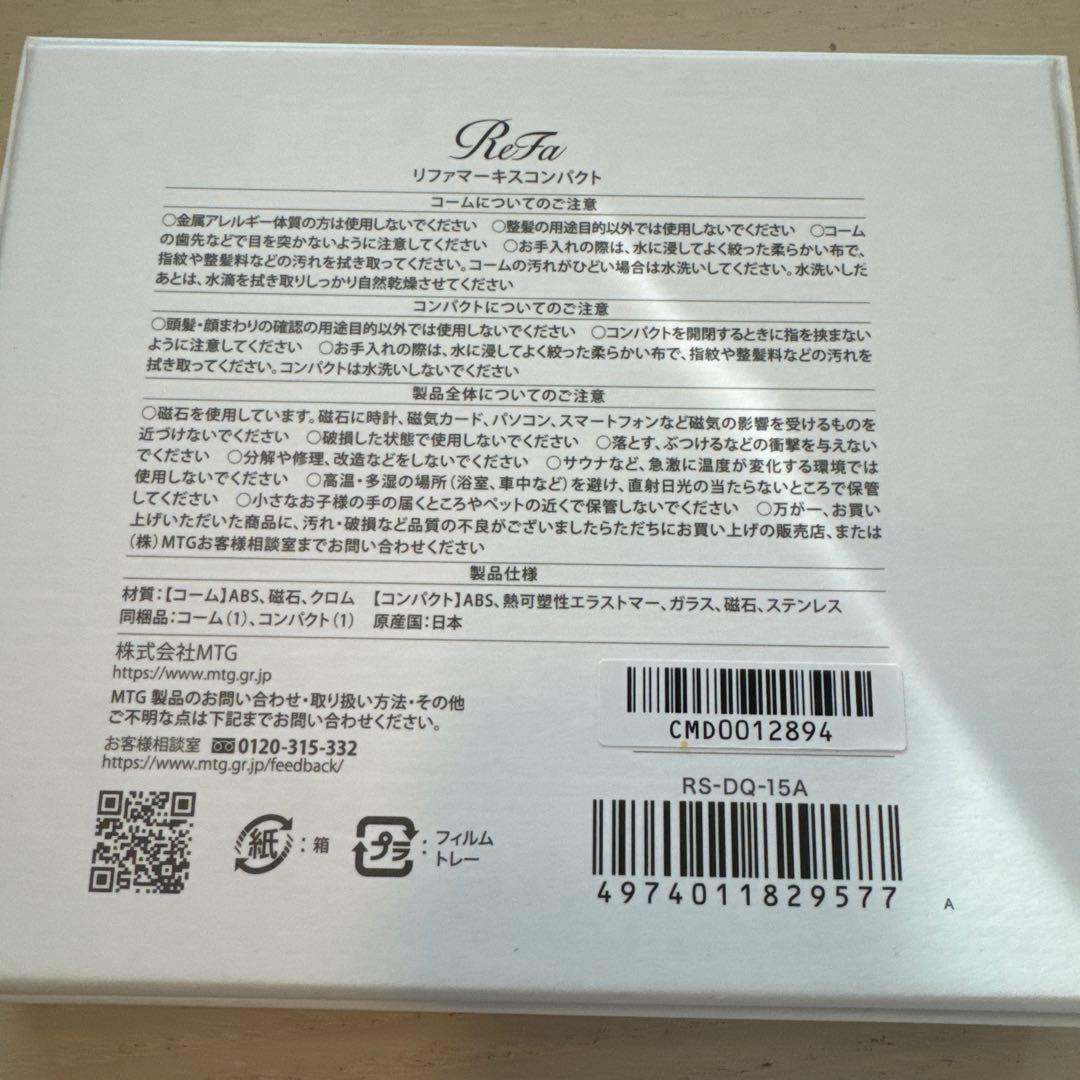 ReFa
リファマーキスコンパクト
コームについてのご注意
○金属アレルギー体質の方は使用しないでください　○整髪の用途目的以外では使用しないでください　○コーム
の歯先などで目を突かないように注意してください　○お手入れの際は、水に浸してよく絞った柔らかい布で、
指紋や整髪料などの汚れを拭き取ってください。コームの汚れがひどい場合は水洗いしてください。水洗いした
あとは、水滴を拭き取りしっかり自然乾燥させてください
コンパクトについてのご注意
○頭髪・顔まわりの確認の用途目的以外では使用しないでください　○コンパクトを開閉するときに指を挟まない
ように注意してください　○お手入れの際は、水に浸してよく絞った柔らかい布で、指紋や整髪料などの汚れを
拭き取ってください。コンパクトは水洗いしないでください
製品全体についてのご注意
○磁石を使用しています。磁石に時計、磁気カード、パソコン、スマートフォンなど磁気の影響を受けるものを
近づけないでください　○破損した状態で使用しないでください　○落とす、ぶつけるなどの衝撃を与えない
でください　○分解や修理、改造などをしないでください　○サウナなど、急激に温度が変化する環境では
使用しないでください　○高温・多湿の場所（浴室、車中など）を避け、直射日光の当たらないところで保管
してください　○小さなお子様の手の届くところやペットの近くで保管しないでください　○万が一、お買い
上げいただいた商品に、汚れ・破損など品質の不良がございましたらただちにお買い上げの販売店、または
（株）MTGお客様相談室までお問い合わせください
製品仕様
材質：【コーム】ABS、磁石、クロム　【コンパクト】ABS、熱可塑性エラストマー、ガラス、磁石、ステンレス
同梱品：コーム（1）、コンパクト（1）　原産国：日本
株式会社MTG
https://www.mtg.gr.jp
MTG 製品のお問い合わせ・取り扱い方法・その他
ご不明な点は下記までお問い合わせください。
お客様相談室 0120-315-332
https://www.mtg.gr.jp/feedback/
CMD0012894
RS-DQ-15A
4974011829577
A
紙：箱
プラ：フィルム
トレー